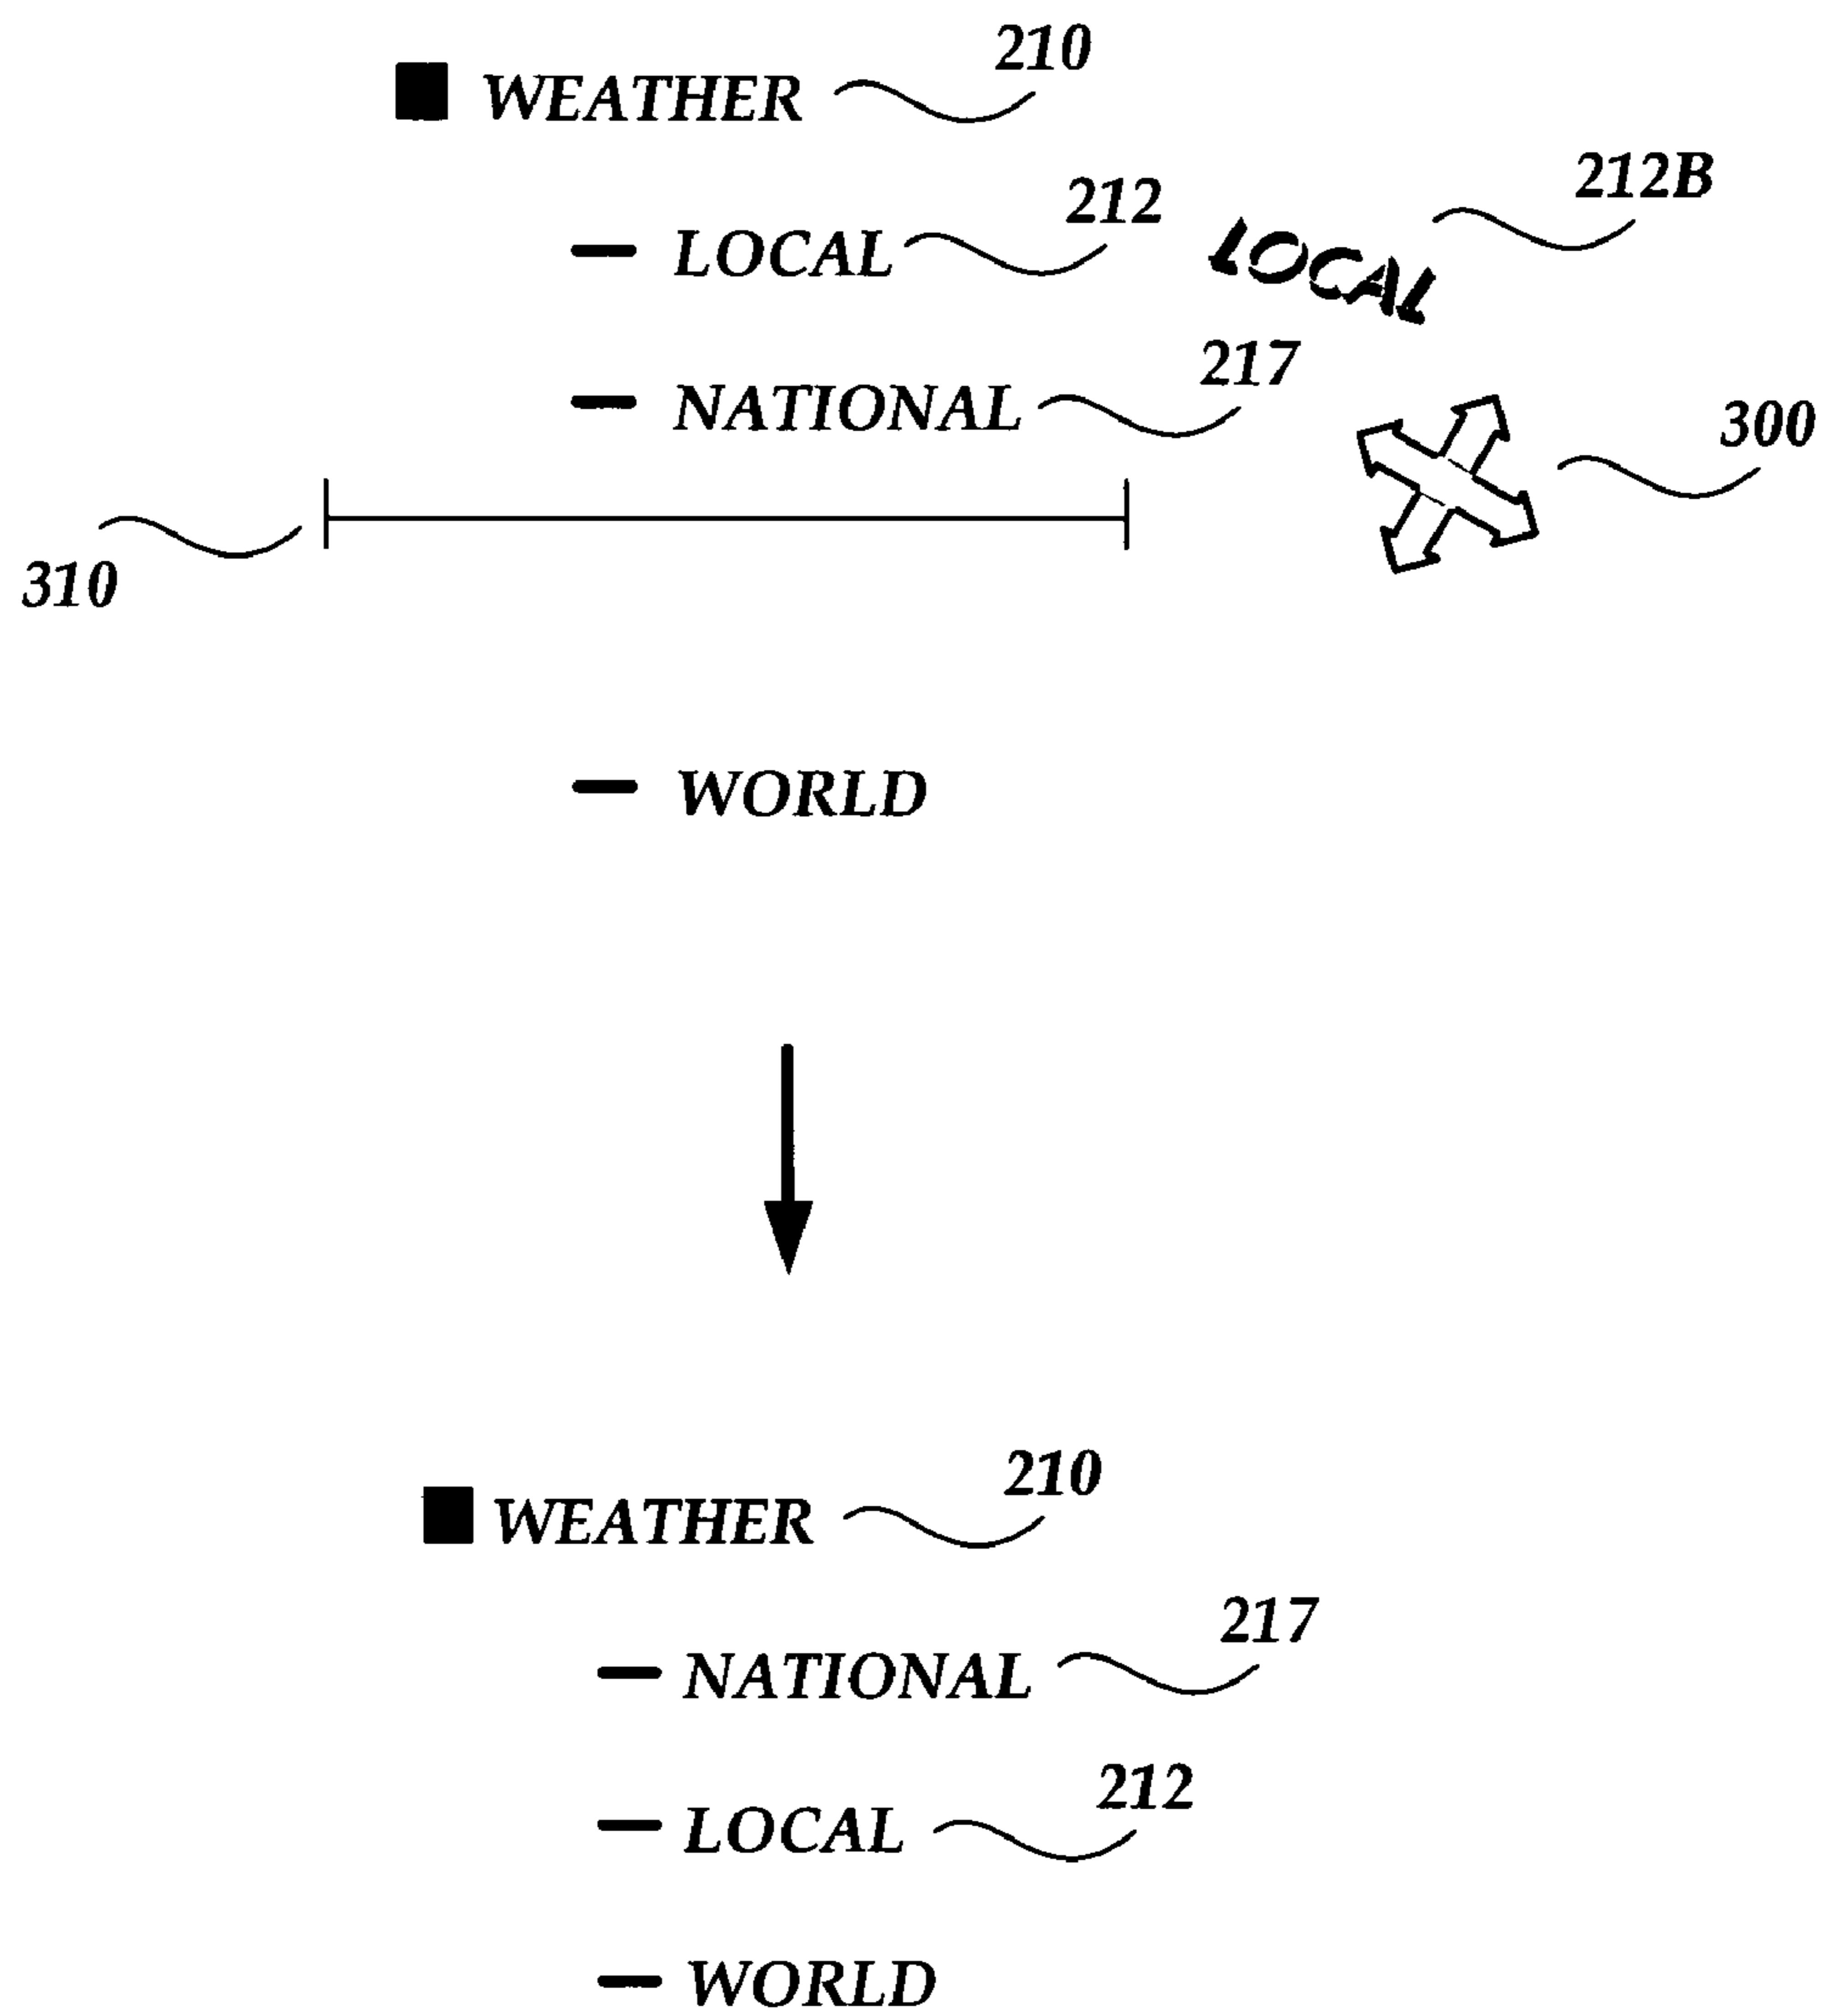 210
WEATHER
212B
212
LOCAL
LOCAL
217
NATIONAL
300
310
WORLD
210
WEATHER
217
NATIONAL
212
LOCAL
WORLD